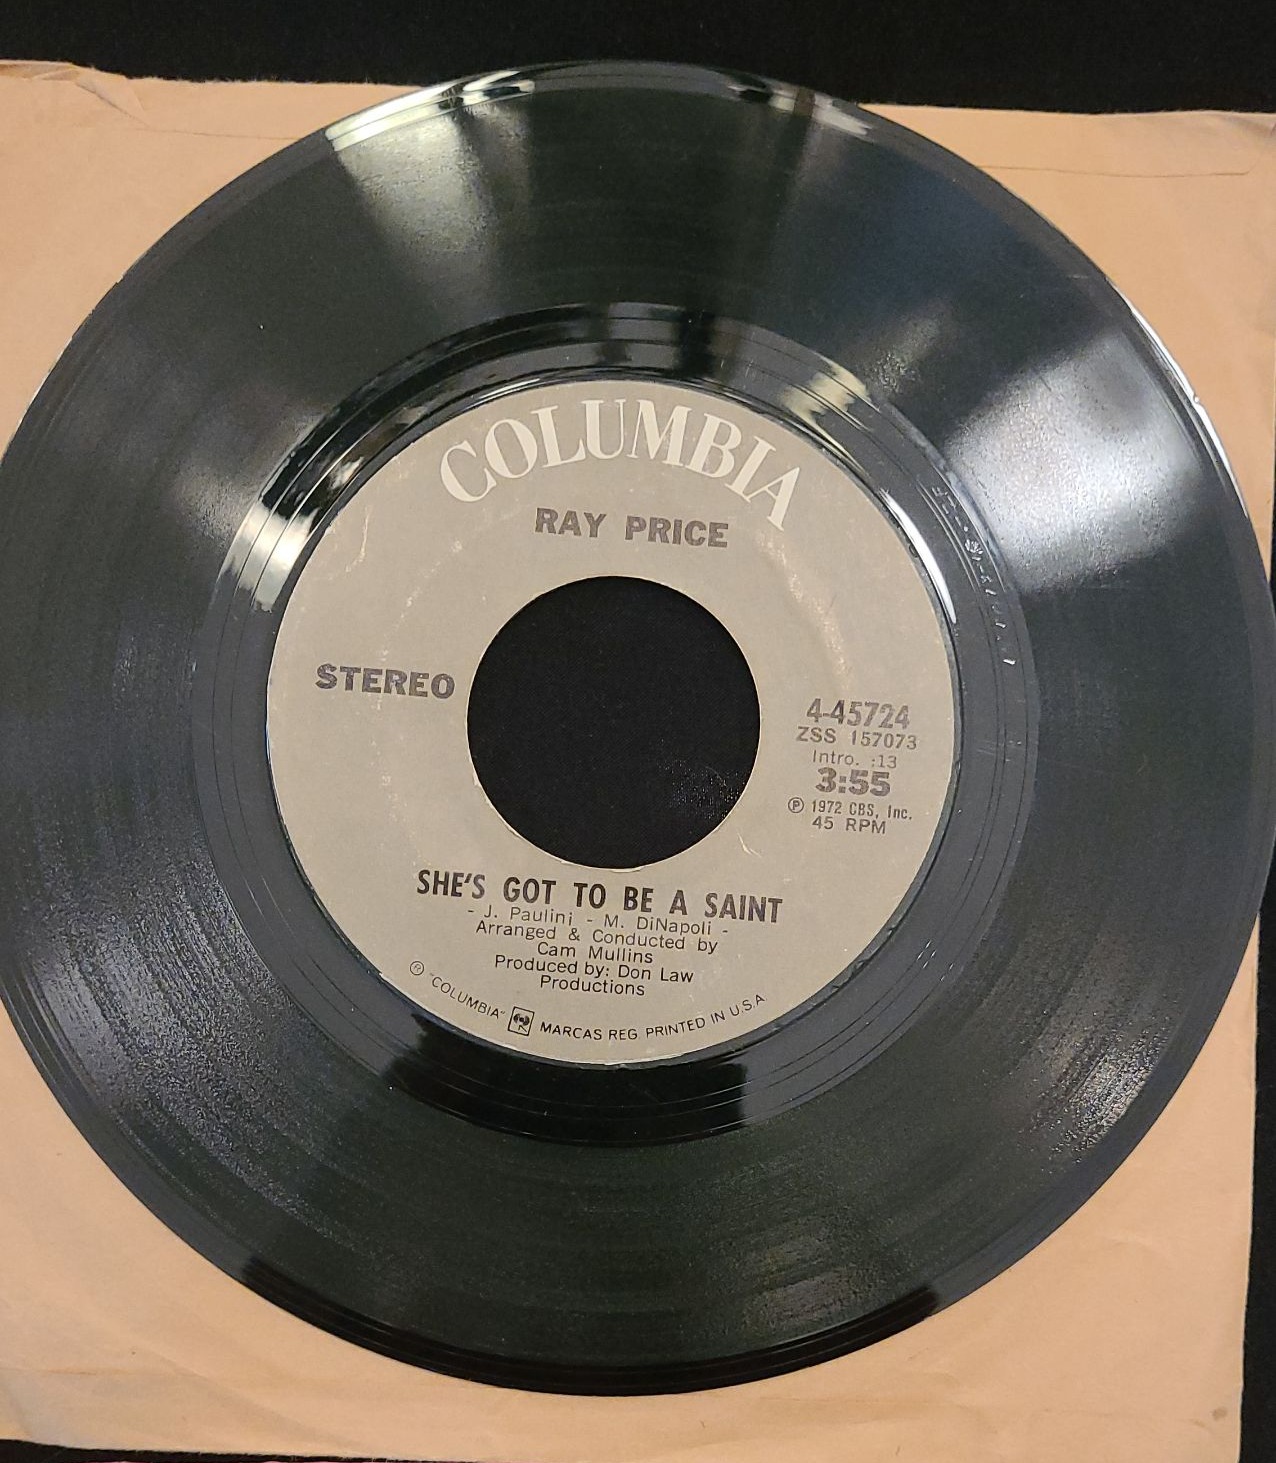 COLUMBIA
RAY PRICE
STEREO
4-45724
ZSS 157073
Intro. :13
3:55
Ⓟ 1972 CBS, Inc.
45 RPM
SHE'S GOT TO BE A SAINT
- J. Paulini - M. DiNapoli -
Arranged & Conducted by
Cam Mullins
Produced by: Don Law
Productions
® "COLUMBIA" MARCAS REG. PRINTED IN U.S.A